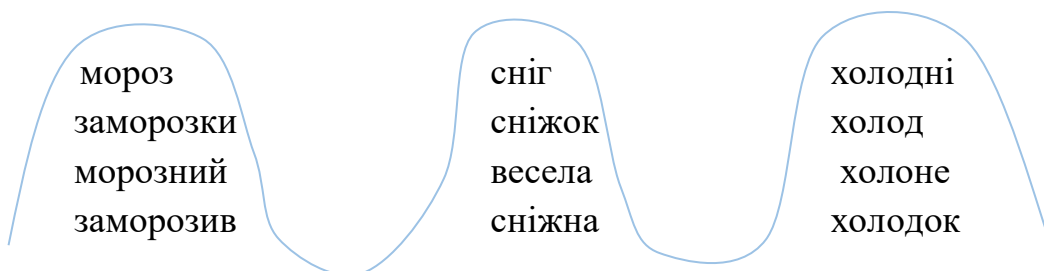 мороз
заморозки
морозний
заморозив
сніг
сніжок
весела
сніжна
холодні
холод
холоне
холодок